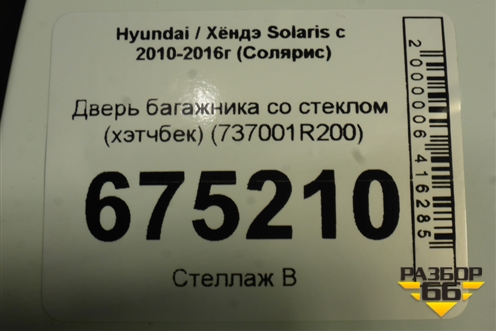 Hyundai / Хёндэ Solaris с
2010-2016г (Солярис)
Дверь багажника со стеклом
(хэтчбек) (737001R200)
675210
Стеллаж В
2000006416285
РАЗБОР
66